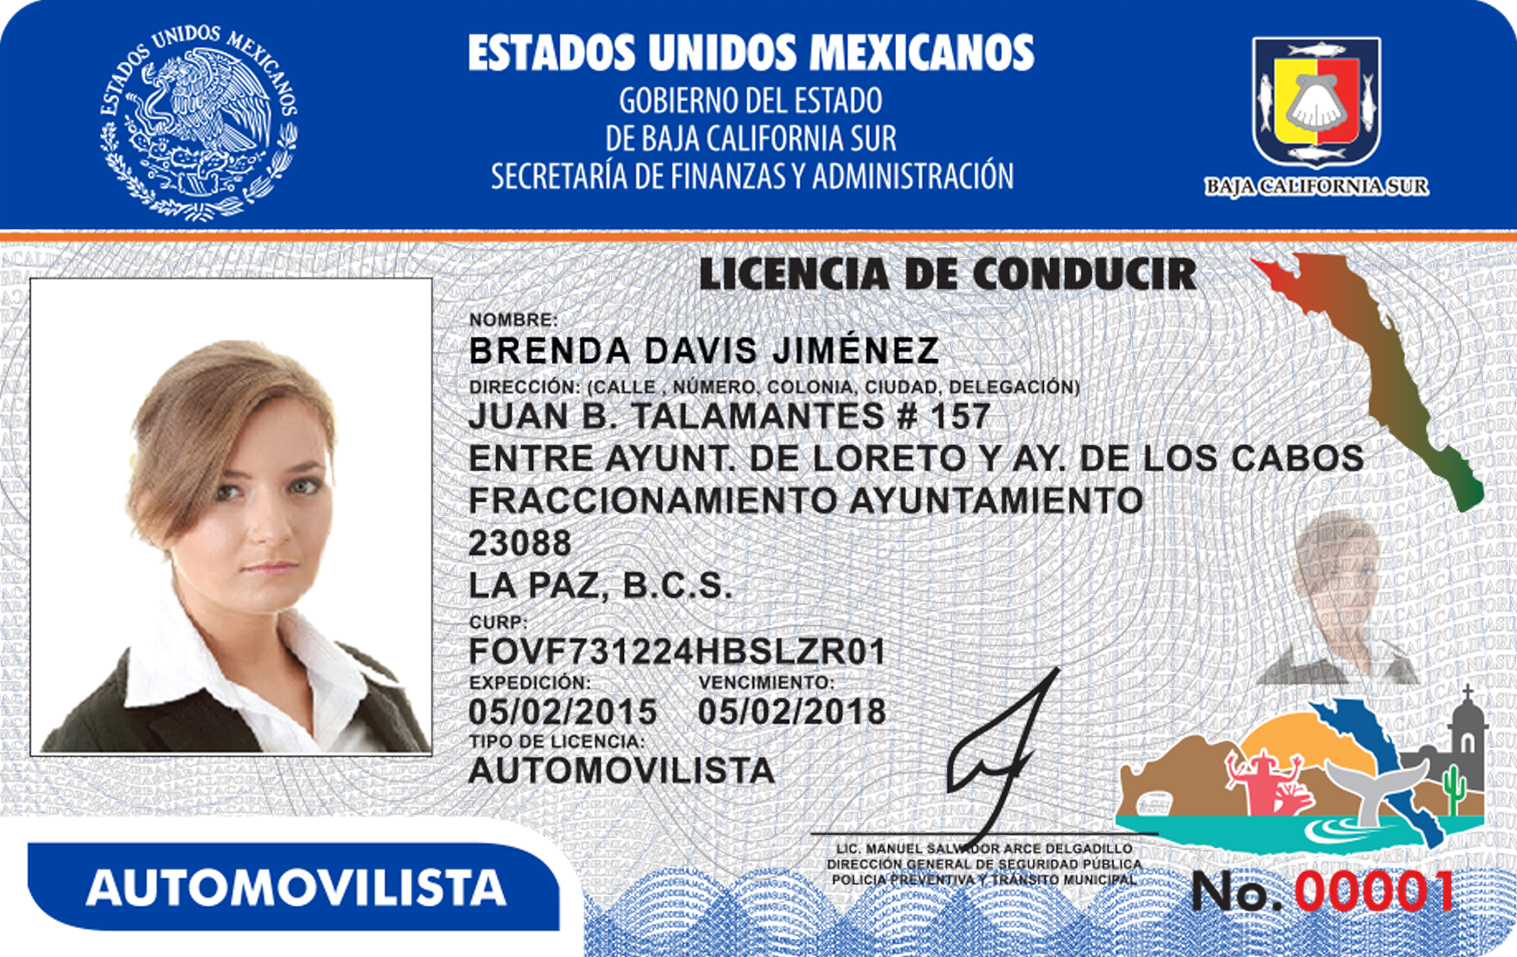 ESTADOS UNIDOS MEXICANOS
ESTADOS UNIDOS MEXICANOS
GOBIERNO DEL ESTADO
DE BAJA CALIFORNIA SUR
SECRETARÍA DE FINANZAS Y ADMINISTRACIÓN
BAJA CALIFORNIA SUR
LICENCIA DE CONDUCIR
NOMBRE:
BRENDA DAVIS JIMÉNEZ
DIRECCIÓN: (CALLE , NÚMERO, COLONIA, CIUDAD, DELEGACIÓN)
JUAN B. TALAMANTES # 157
ENTRE AYUNT. DE LORETO Y AY. DE LOS CABOS
FRACCIONAMIENTO AYUNTAMIENTO
23088
LA PAZ, B.C.S.
CURP:
FOVF731224HBSLZR01
EXPEDICIÓN: VENCIMIENTO:
05/02/2015 05/02/2018
TIPO DE LICENCIA:
AUTOMOVILISTA
LIC. MANUEL SALVADOR ARCE DELGADILLO
DIRECCIÓN GENERAL DE SEGURIDAD PÚBLICA
POLICIA PREVENTIVA Y TRÁNSITO MUNICIPAL
AUTOMOVILISTA
No. 00001